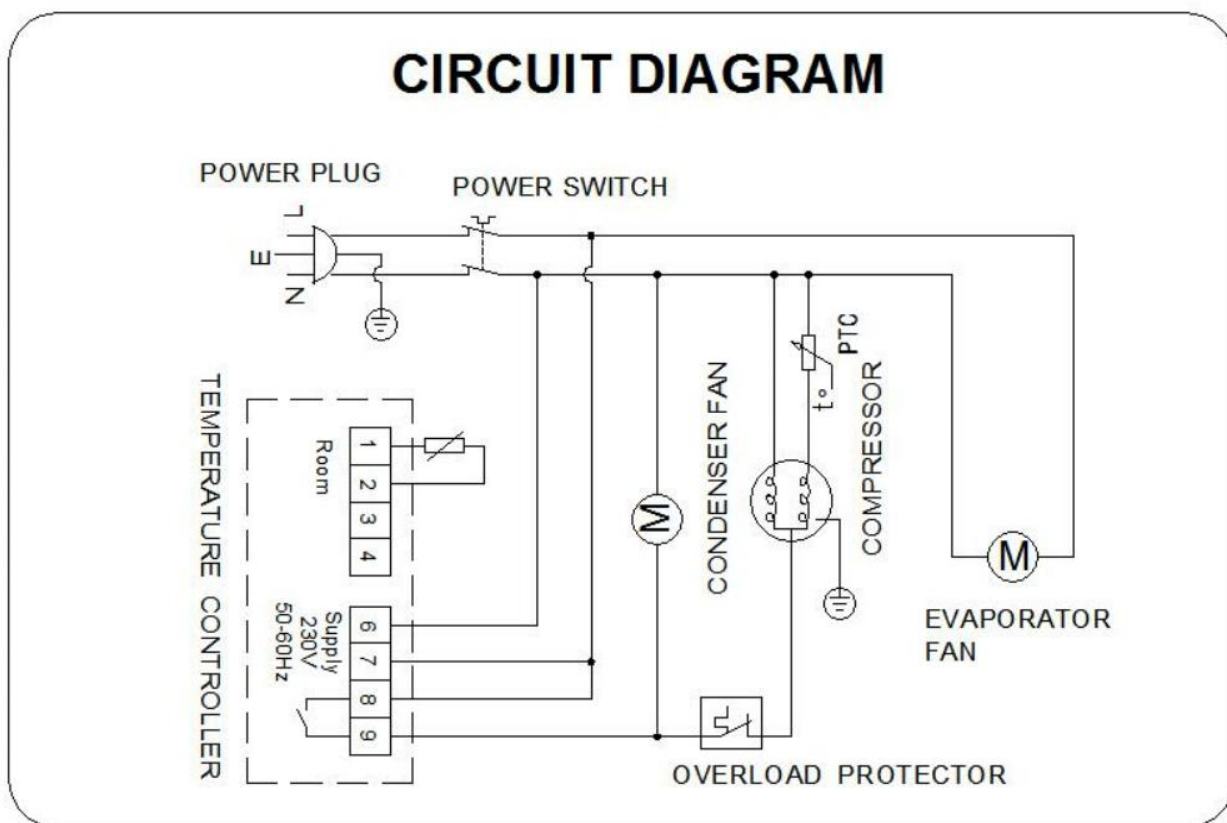 CIRCUIT DIAGRAM
POWER PLUG
POWER SWITCH
L
E
N
PTC
t°
TEMPERATURE CONTROLLER
Room
1
2
3
4
CONDENSER FAN
COMPRESSOR
M
M
EVAPORATOR
FAN
Supply
230V
50-60Hz
6
7
8
9
OVERLOAD PROTECTOR